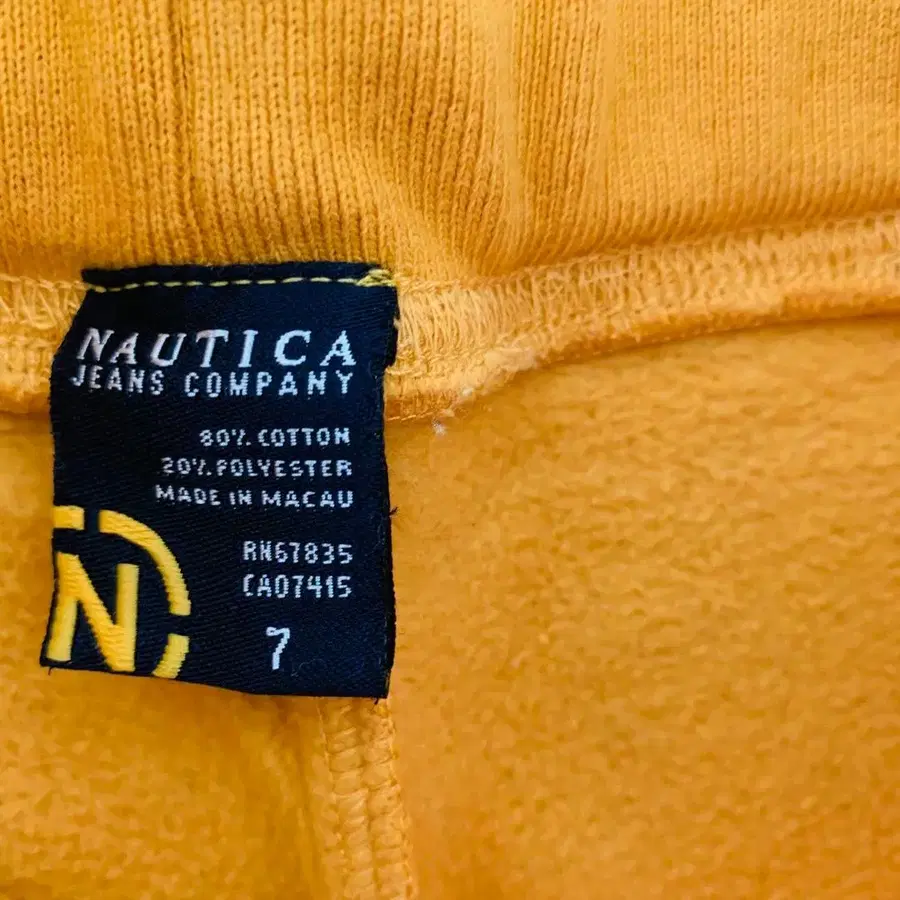 NAUTICA
JEANS COMPANY
80% COTTON
20% POLYESTER
MADE IN MACAU
RN67835
CA07415
N
7